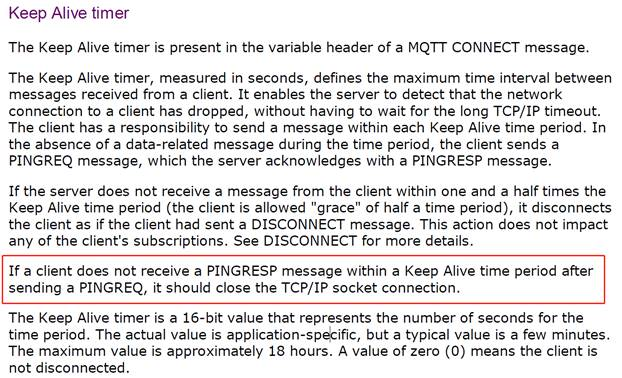 Keep Alive timer
The Keep Alive timer is present in the variable header of a MQTT CONNECT message.
The Keep Alive timer, measured in seconds, defines the maximum time interval between
messages received from a client. It enables the server to detect that the network
connection to a client has dropped, without having to wait for the long TCP/IP timeout.
The client has a responsibility to send a message within each Keep Alive time period. In
the absence of a data-related message during the time period, the client sends a
PINGREQ message, which the server acknowledges with a PINGRESP message.
If the server does not receive a message from the client within one and a half times the
Keep Alive time period (the client is allowed "grace" of half a time period), it disconnects
the client as if the client had sent a DISCONNECT message. This action does not impact
any of the client's subscriptions. See DISCONNECT for more details.
If a client does not receive a PINGRESP message within a Keep Alive time period after
sending a PINGREQ, it should close the TCP/IP socket connection.
The Keep Alive timer is a 16-bit value that represents the number of seconds for the
time period. The actual value is application-specific, but a typical value is a few minutes.
The maximum value is approximately 18 hours. A value of zero (0) means the client is
not disconnected.